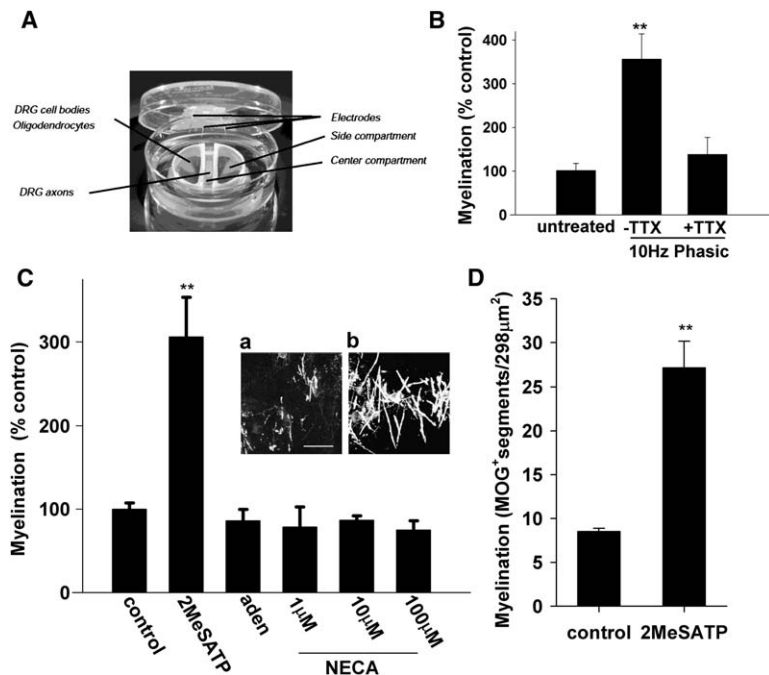 A
DRG cell bodies
Oligodendrocytes
DRG axons
Electrodes
Side compartment
Center compartment
B
Myelination (% control)
400
300
200
100
0
**
untreated
-TTX
+TTX
10Hz Phasic
C
Myelination (% control)
300
200
100
0
**
a
b
control
2MeSATP
aden
1μM
10μM
100μM
NECA
D
Myelination (MOG⁺segments/298μm²)
35
30
25
20
15
10
5
0
**
control
2MeSATP